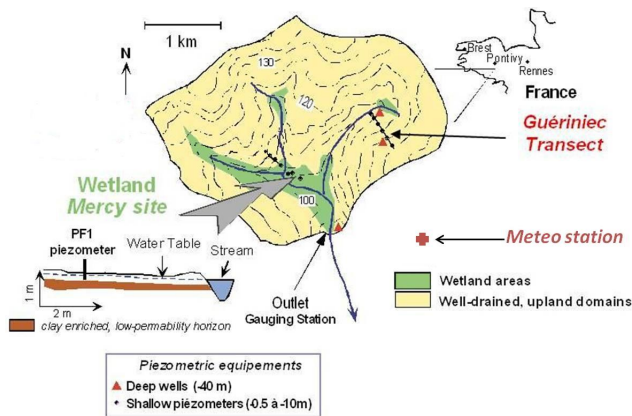 1 km
N
130
120
100
Brest
Pontivy
Rennes
France
Guériniec
Transect
Wetland
Mercy site
PF1
piezometer
Water Table
Stream
1 m
2 m
clay enriched, low-permability horizon
Outlet
Gauging Station
Meteo station
Wetland areas
Well-drained, upland domains
Piezometric equipements
Deep wells (-40 m)
Shallow piézometers (-0.5 à -10m)